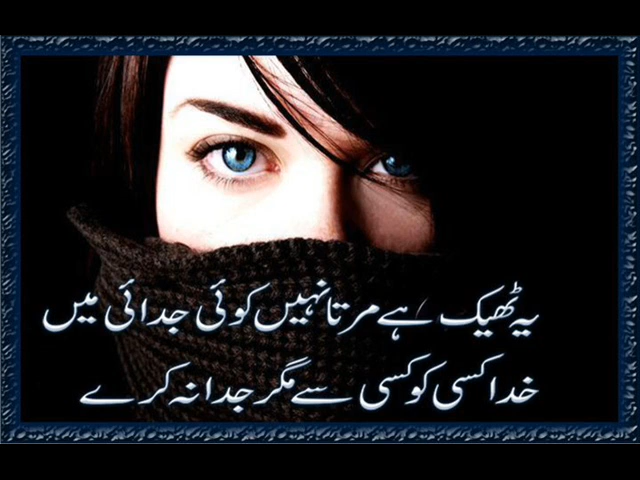 یہ ٹھیک ہے مرتا نہیں کوئی جدائی میں
خدا کسی کو کسی سے مگر جدا نہ کرے